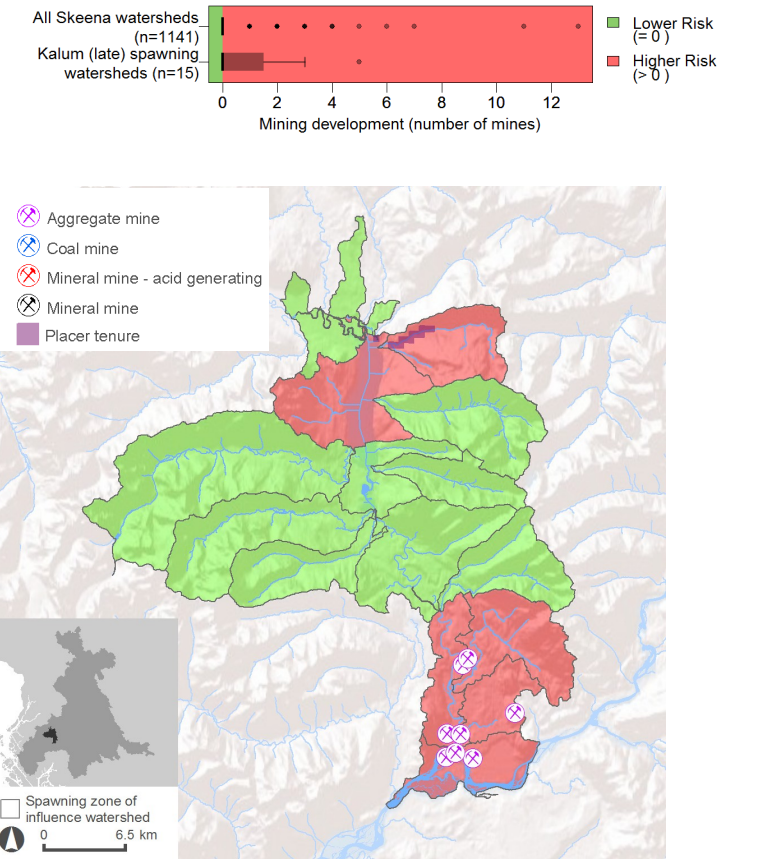 All Skeena watersheds
(n=1141)
Kalum (late) spawning
watersheds (n=15)
Lower Risk
(= 0 )
Higher Risk
(> 0 )
0 2 4 6 8 10 12
Mining development (number of mines)
Aggregate mine
Coal mine
Mineral mine - acid generating
Mineral mine
Placer tenure
Spawning zone of
influence watershed
0 6.5 km